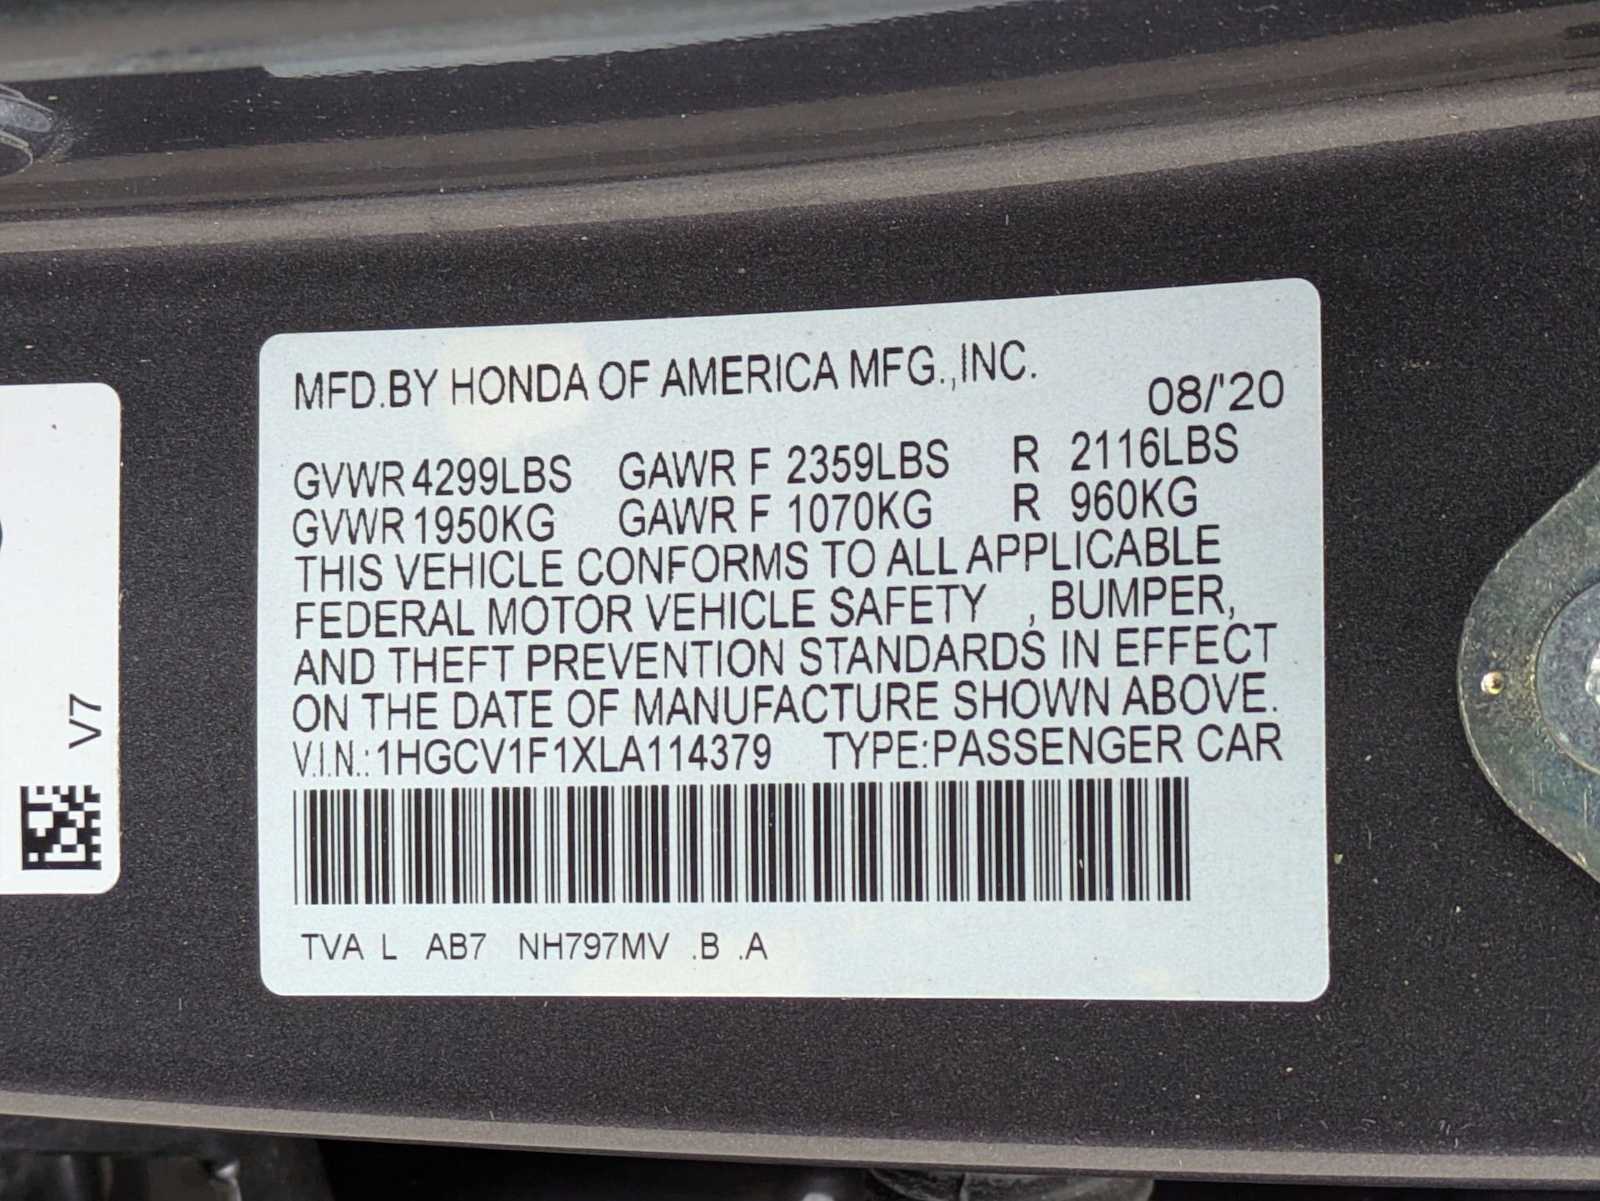 MFD.BY HONDA OF AMERICA MFG.,INC.
08/'20
GVWR 4299LBS GAWR F 2359LBS R 2116LBS
GVWR 1950KG GAWR F 1070KG R 960KG
THIS VEHICLE CONFORMS TO ALL APPLICABLE
FEDERAL MOTOR VEHICLE SAFETY , BUMPER,
AND THEFT PREVENTION STANDARDS IN EFFECT
ON THE DATE OF MANUFACTURE SHOWN ABOVE.
V.I.N.: 1HGCV1F1XLA114379 TYPE:PASSENGER CAR
TVA L AB7 NH797MV .B .A
V7